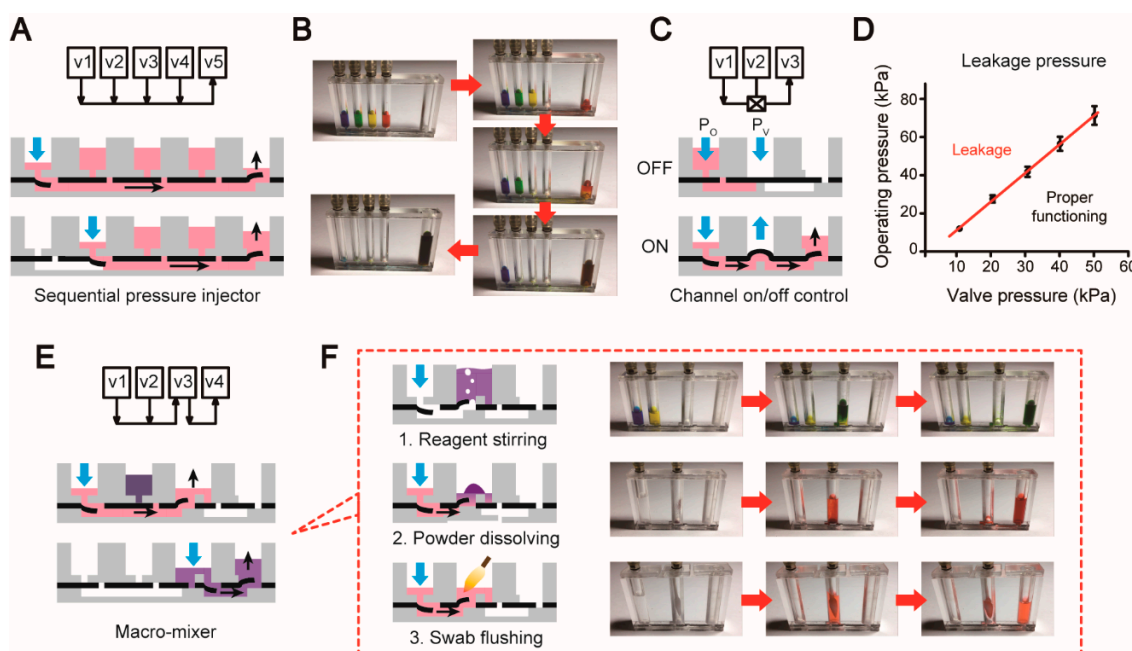 A
v1 v2 v3 v4 v5
Sequential pressure injector
B
C
v1 v2 v3
PO PV
OFF
ON
Channel on/off control
D
Leakage pressure
Operating pressure (kPa)
80
60
40
20
0
Leakage
Proper
functioning
10 20 30 40 50 60
Valve pressure (kPa)
E
v1 v2 v3 v4
Macro-mixer
F
1. Reagent stirring
2. Powder dissolving
3. Swab flushing